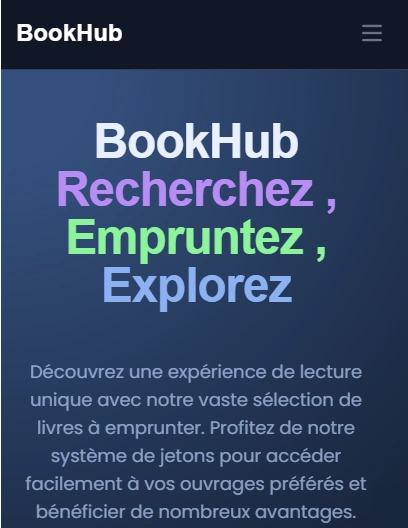 BookHub
BookHub
Recherchez ,
Empruntez ,
Explorez
Découvrez une expérience de lecture
unique avec notre vaste sélection de
livres à emprunter. Profitez de notre
système de jetons pour accéder
facilement à vos ouvrages préférés et
bénéficier de nombreux avantages.